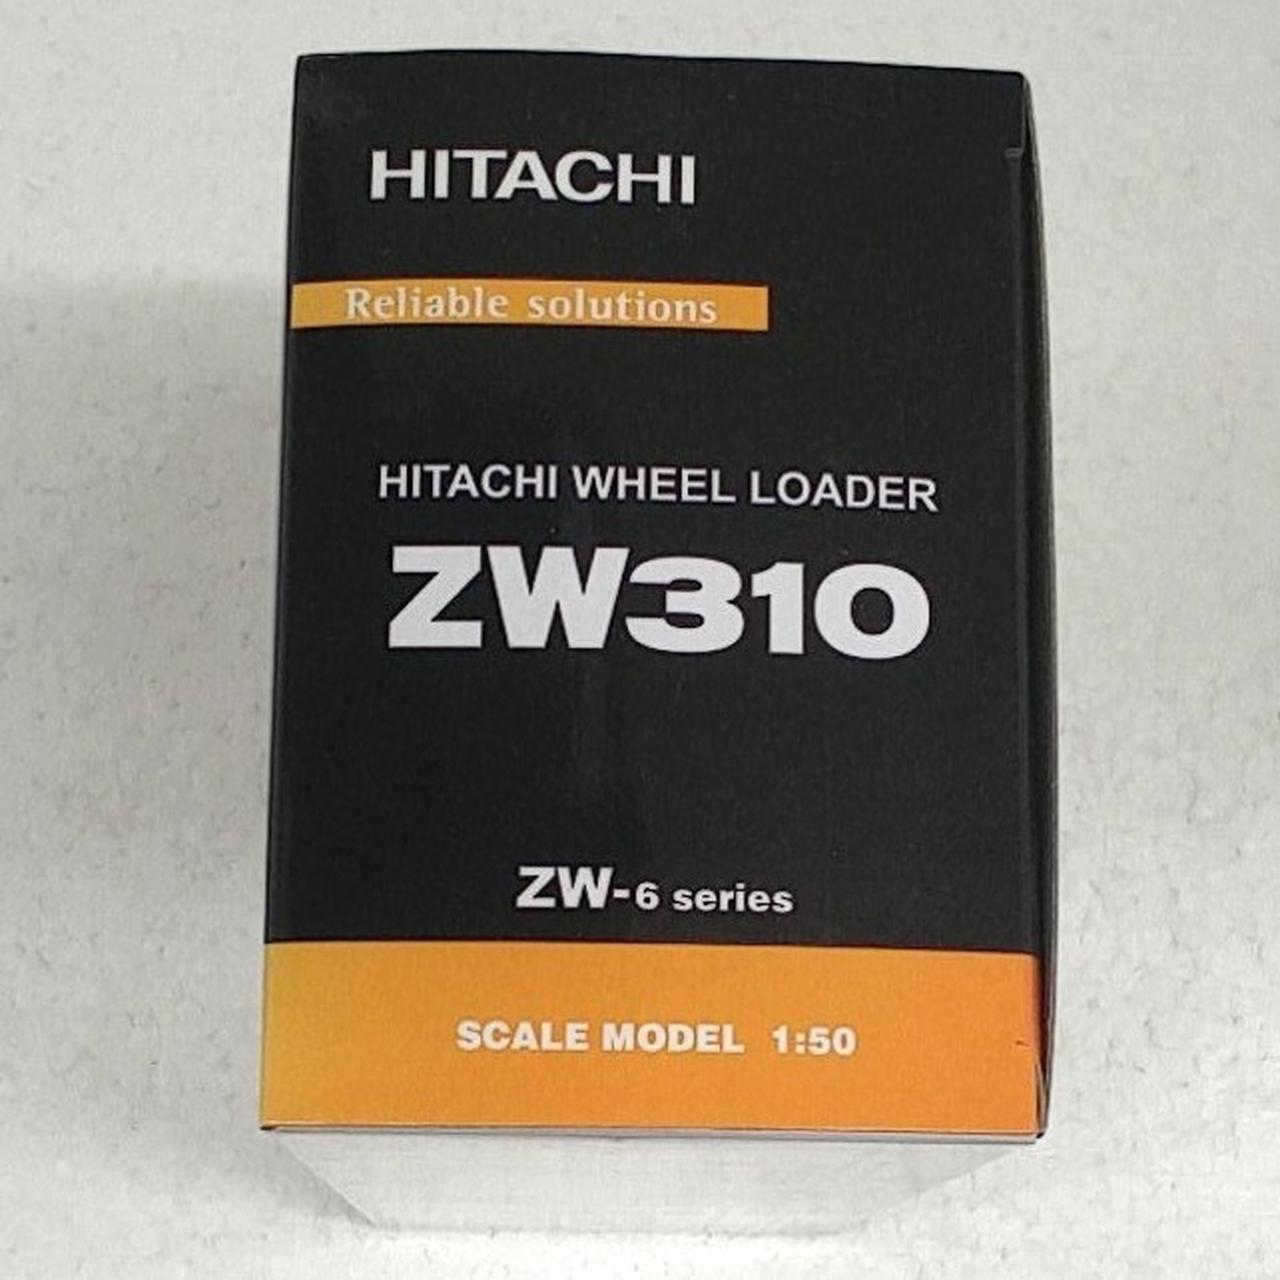 HITACHI
Reliable solutions
HITACHI WHEEL LOADER
ZW310
ZW-6 series
SCALE MODEL 1:50